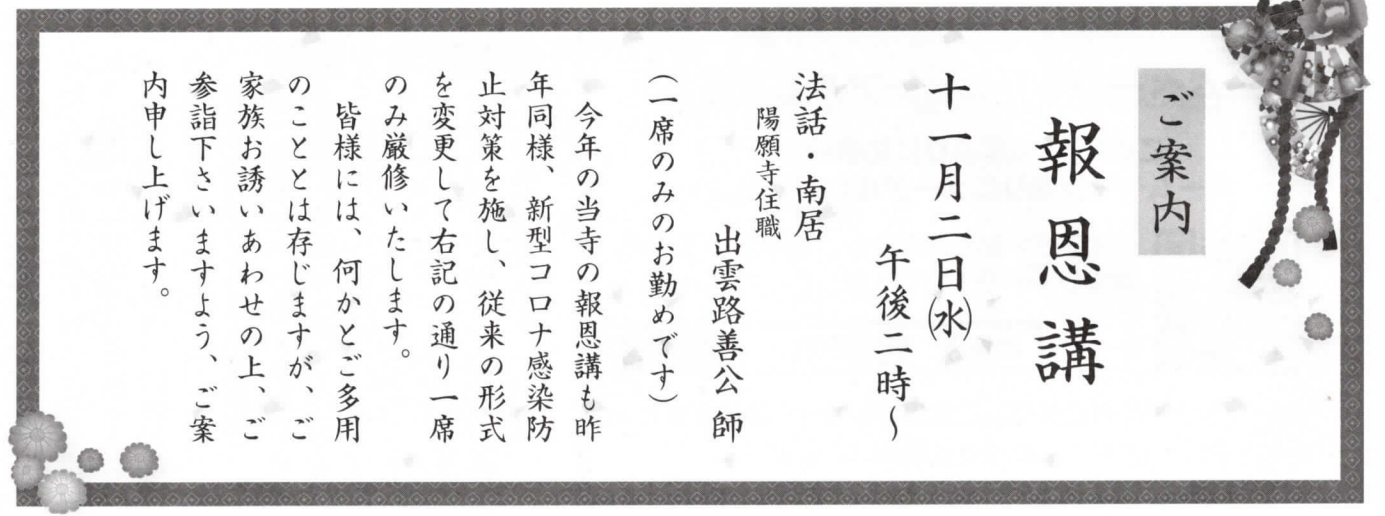 ご案内
報恩講
十一月二日㈬
午後二時~
法話・南居
陽願寺住職
出雲路善公 師
(一席のみのお勤めです)
今年の当寺の報恩講も昨
年同様、新型コロナ感染防
止対策を施し、従来の形式
を変更して右記の通り一席
のみ厳修いたします。
皆様には、何かとご多用
のこととは存じますが、ご
家族お誘いあわせの上、ご
参詣下さいますよう、ご案
内申し上げます。